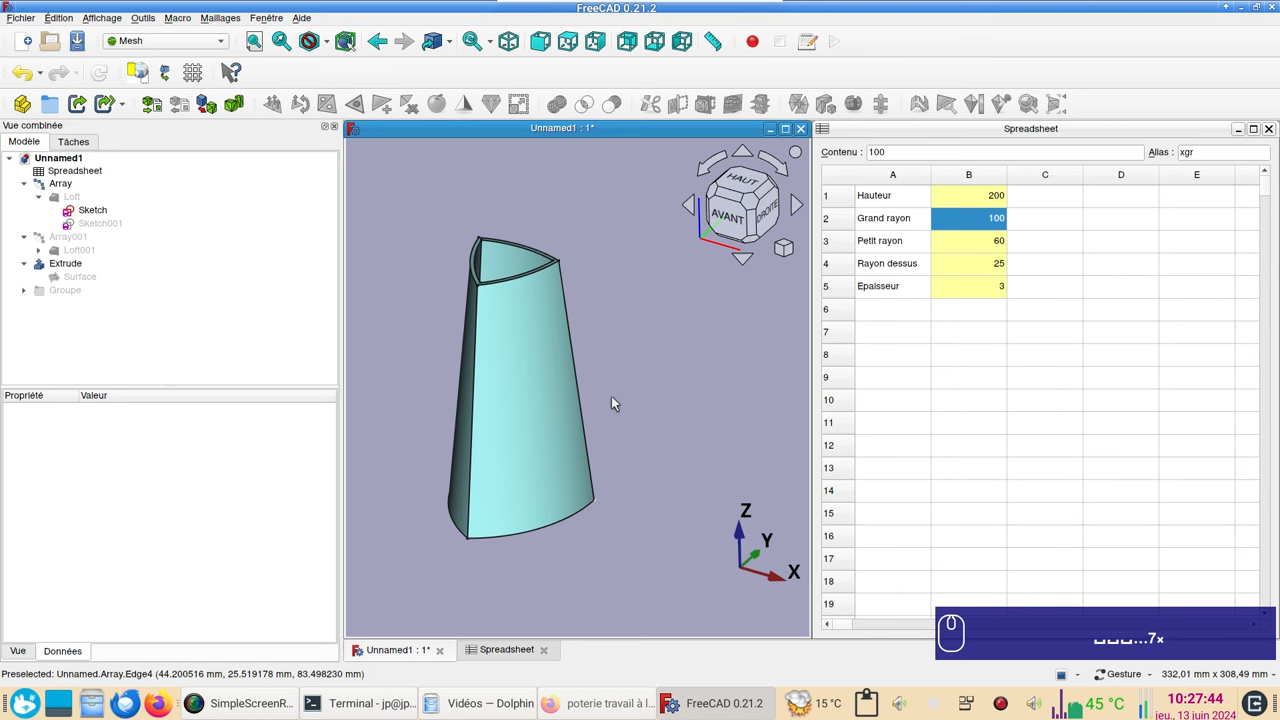 FreeCAD 0.21.2
Fichier Édition Affichage Outils Macro Maillages Fenêtre Aide
Mesh
Vue combinée
Modèle Tâches
Unnamed1
Spreadsheet
Array
Loft
Sketch
Sketch001
Array001
Loft001
Extrude
Surface
Groupe
Propriété Valeur
Vue Données
Unnamed1 : 1*
HAUT
AVANT
DROITE
Z
Y
X
Unnamed1 : 1*
Spreadsheet
Spreadsheet
Contenu : 100 Alias : xgr
A B C D E
1 Hauteur 200
2 Grand rayon 100
3 Petit rayon 60
4 Rayon dessus 25
5 Epaisseur 3
6
7
8
9
10
11
12
13
14
15
16
17
18
19
...7×
Preselected: Unnamed.Array.Edge4 (44.200516 mm, 25.519178 mm, 83.498230 mm)
Gesture 332,01 mm x 308,49 mm
SimpleScreenR...
Terminal - jp@jp...
Vidéos — Dolphin
poterie travail à l...
FreeCAD 0.21...
15 °C
45 °C
10:27:44
jeu., 13 juin 2024